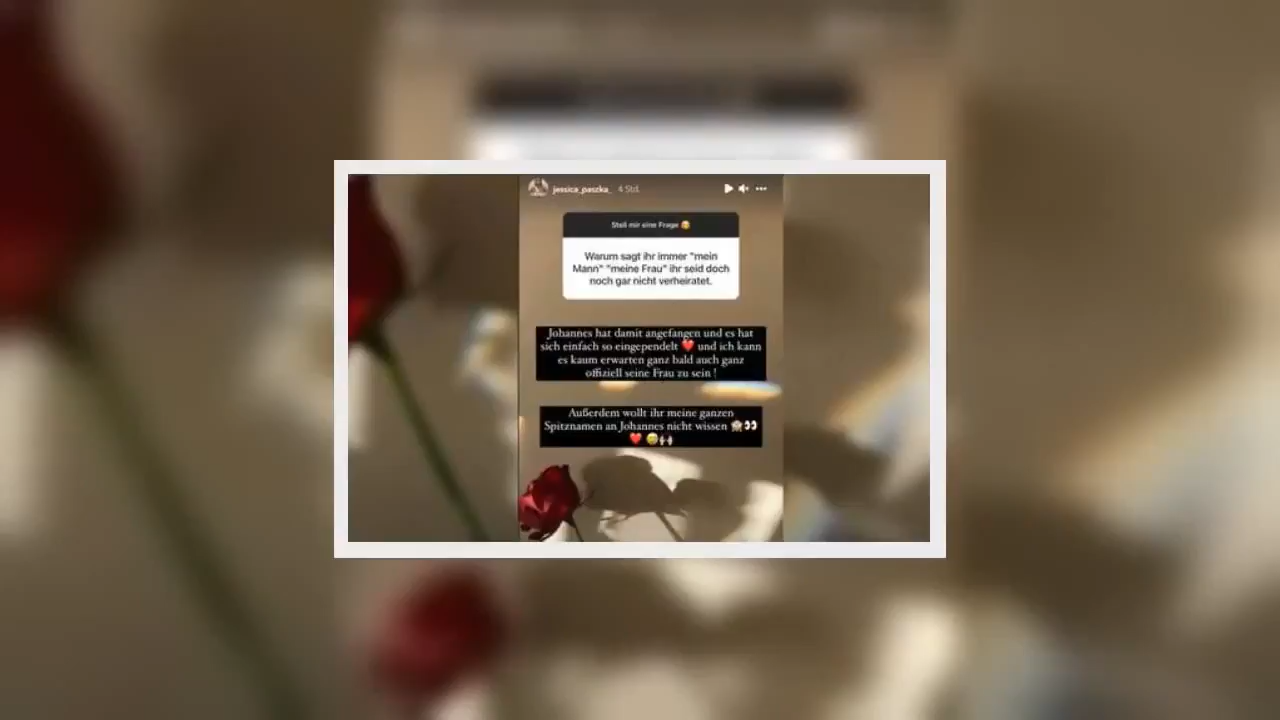 jessica_paszka_ 4 Std.
Stell mir eine Frage 🥰
Warum sagt ihr immer "mein
Mann" "meine Frau" ihr seid doch
noch gar nicht verheiratet.
Johannes hat damit angefangen und es hat
sich einfach so eingependelt ❤️ und ich kann
es kaum erwarten ganz bald auch ganz
offiziell seine Frau zu sein !
Außerdem wollt ihr meine ganzen
Spitznamen an Johannes nicht wissen 🙊👀
❤️ 😅🙌🏻